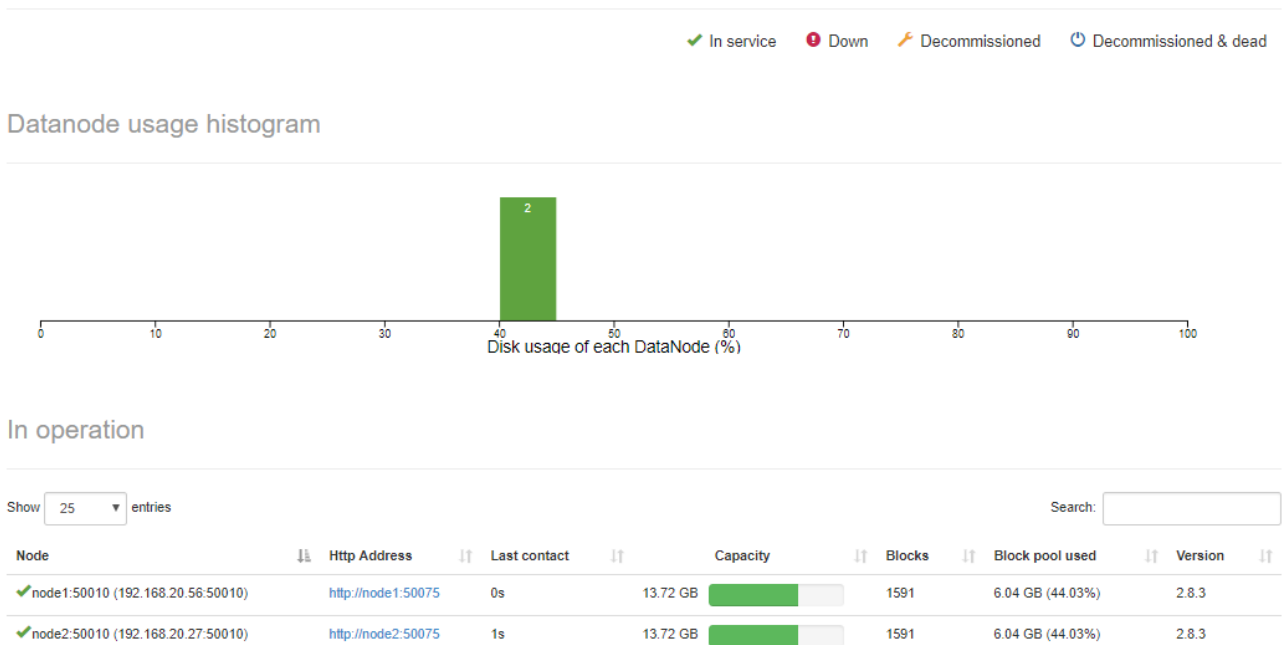 In service Down Decommissioned Decommissioned & dead
Datanode usage histogram
2
0 10 20 30 40 50 60 70 80 90 100
Disk usage of each DataNode (%)
In operation
Show 25 entries Search:
Node Http Address Last contact Capacity Blocks Block pool used Version
node1:50010 (192.168.20.56:50010) http://node1:50075 0s 13.72 GB 1591 6.04 GB (44.03%) 2.8.3
node2:50010 (192.168.20.27:50010) http://node2:50075 1s 13.72 GB 1591 6.04 GB (44.03%) 2.8.3